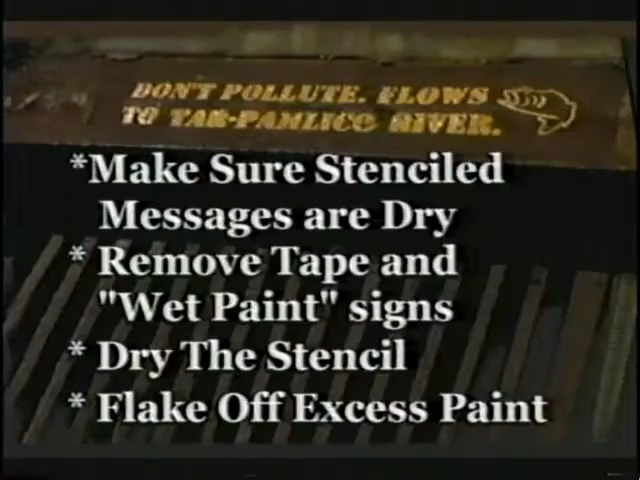 DON'T POLLUTE. FLOWS
TO TAR-PAMLICO RIVER.
*Make Sure Stenciled
Messages are Dry
* Remove Tape and
"Wet Paint" signs
* Dry The Stencil
* Flake Off Excess Paint